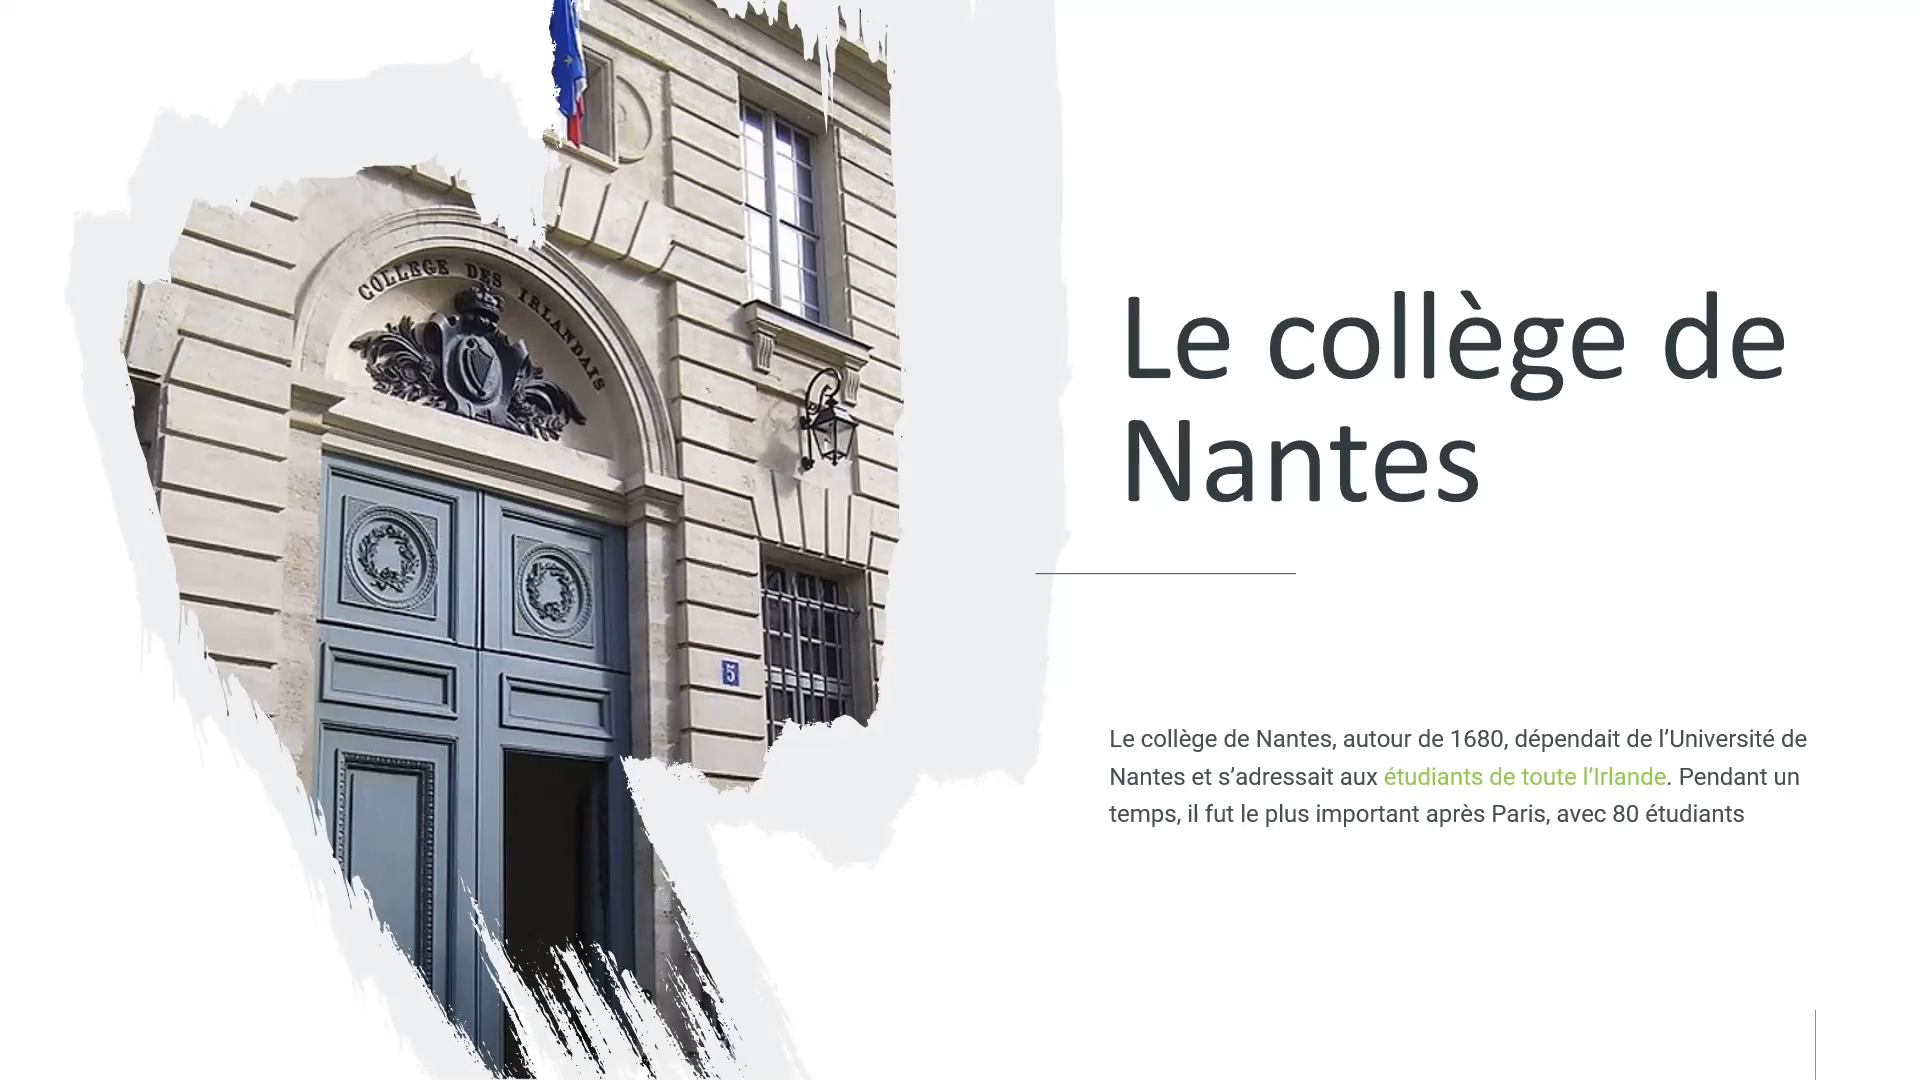 COLLEGE DES IRLANDAIS
5
Le collège de
Nantes
Le collège de Nantes, autour de 1680, dépendait de l’Université de
Nantes et s’adressait aux étudiants de toute l’Irlande. Pendant un
temps, il fut le plus important après Paris, avec 80 étudiants